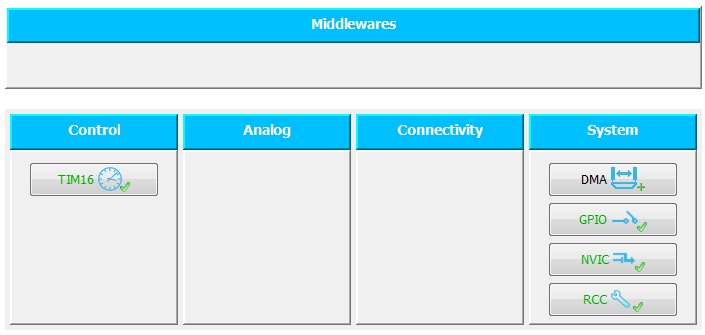 Middlewares
Control Analog Connectivity System
TIM16 DMA
GPIO
NVIC
RCC